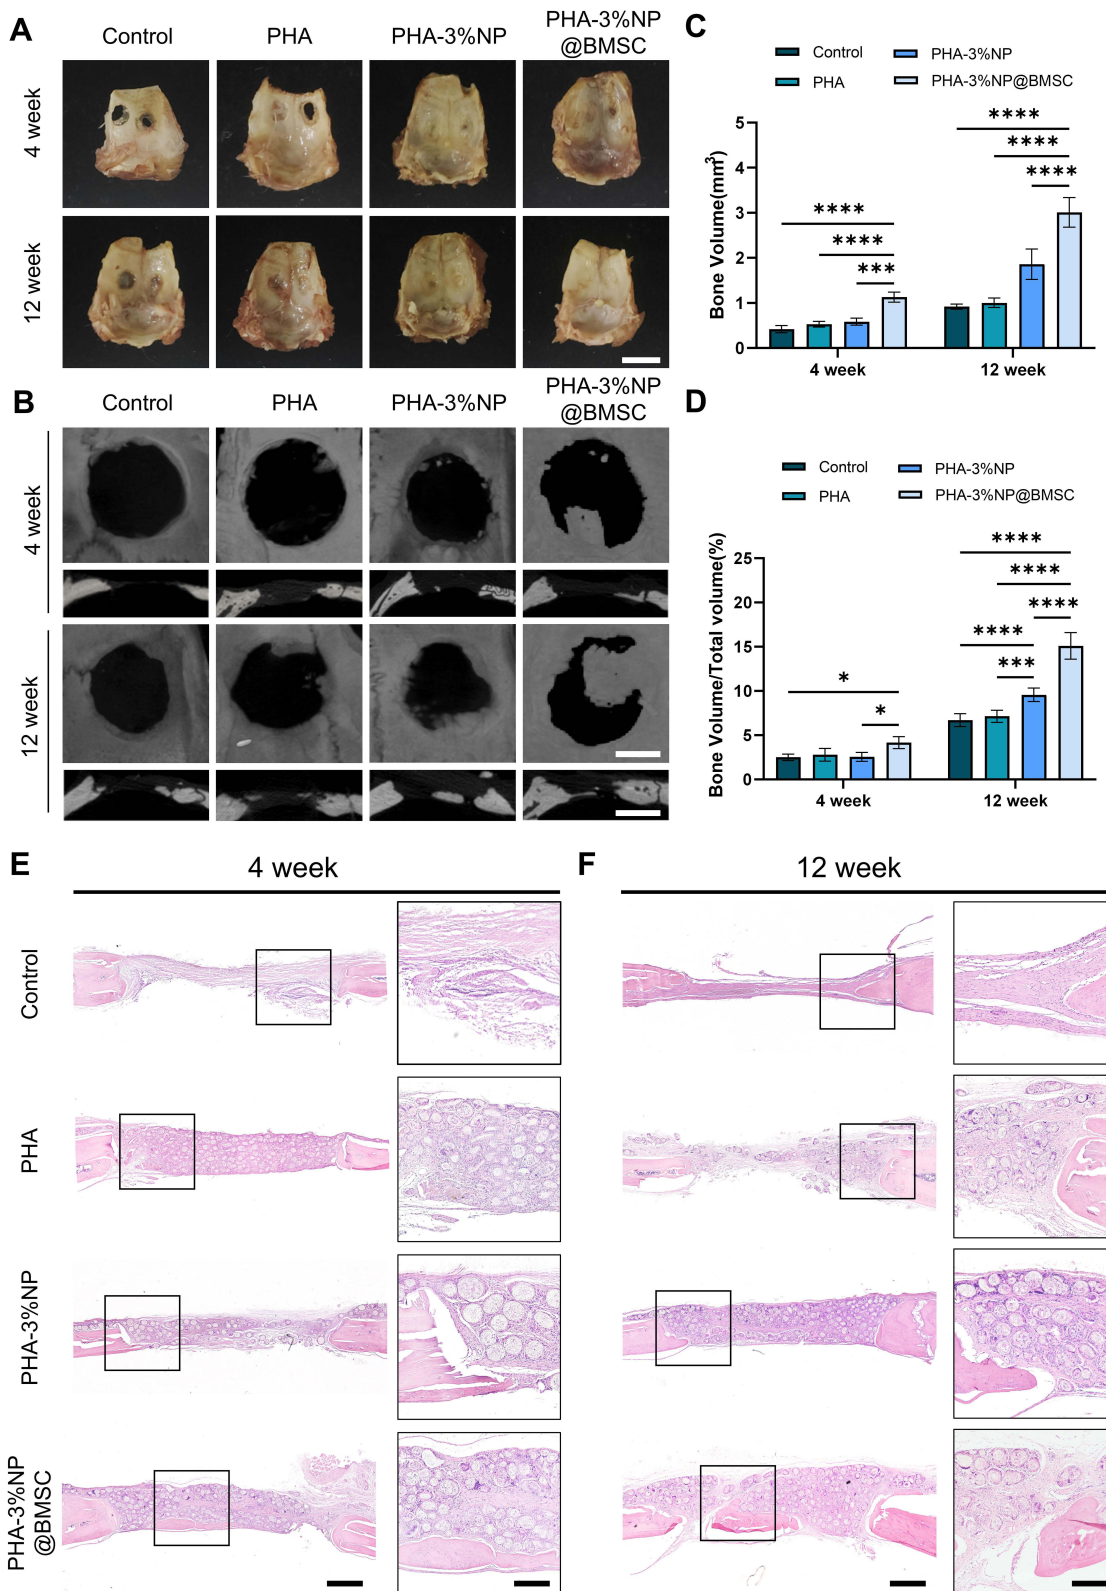 A
Control
PHA
PHA-3%NP
PHA-3%NP
@BMSC
4 week
12 week
B
Control
PHA
PHA-3%NP
PHA-3%NP
@BMSC
4 week
12 week
C
Control
PHA-3%NP
PHA
PHA-3%NP@BMSC
Bone Volume(mm³)
5
4
3
2
1
0
****
****
***
****
****
****
4 week
12 week
D
Control
PHA-3%NP
PHA
PHA-3%NP@BMSC
Bone Volume/Total volume(%)
25
20
15
10
5
0
*
*
****
****
****
****
***
4 week
12 week
E
4 week
Control
PHA
PHA-3%NP
PHA-3%NP
@BMSC
F
12 week